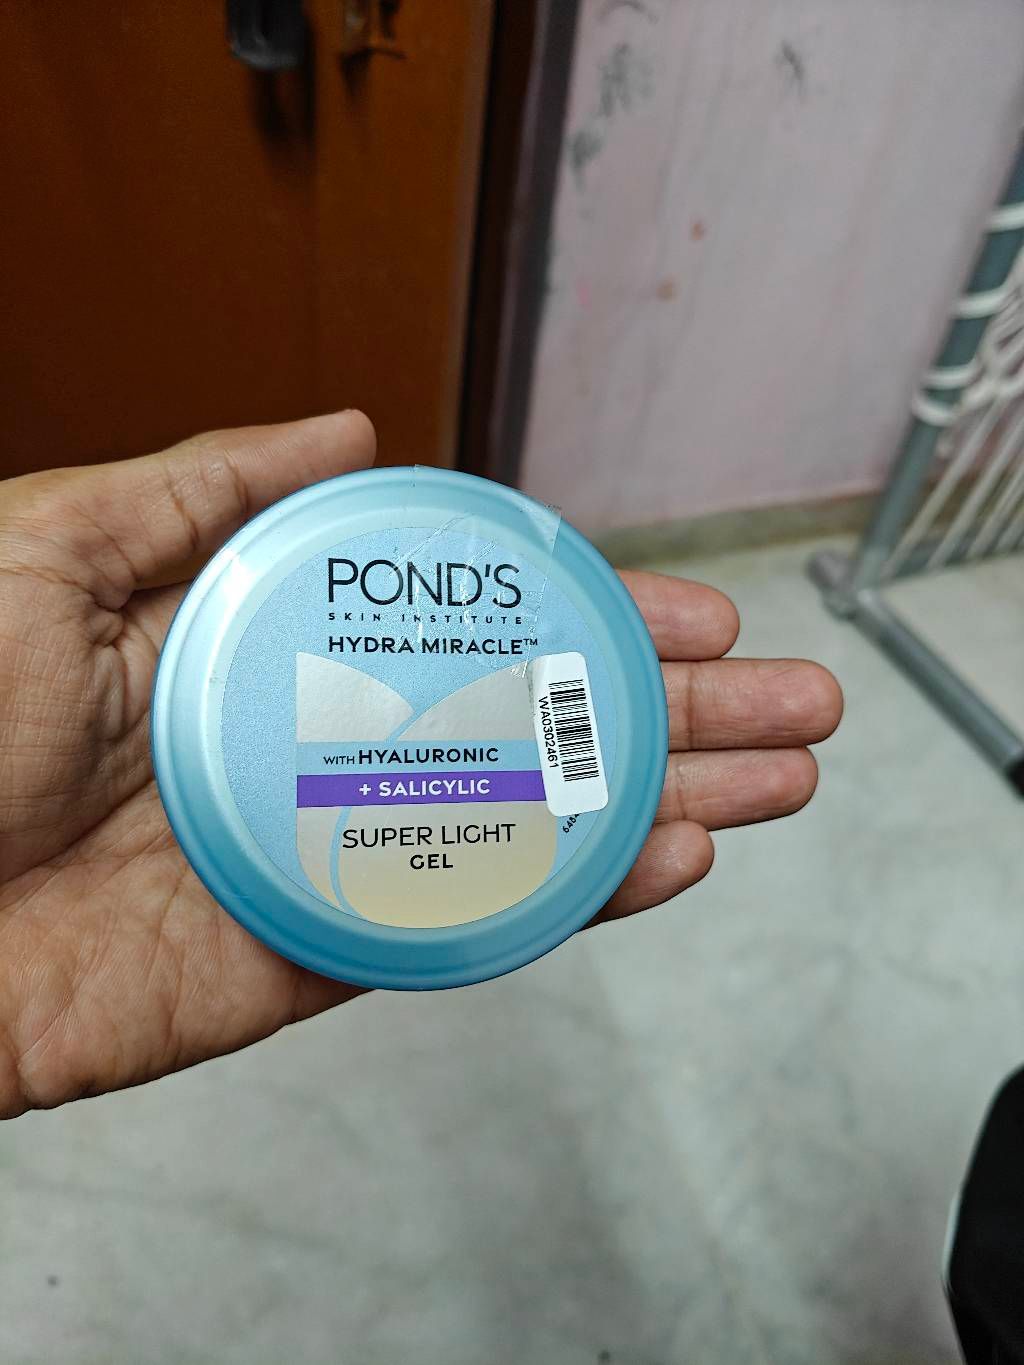 POND'S
SKIN INSTITUTE
HYDRA MIRACLE™
WITH HYALURONIC
+ SALICYLIC
SUPER LIGHT
GEL
WA0302461